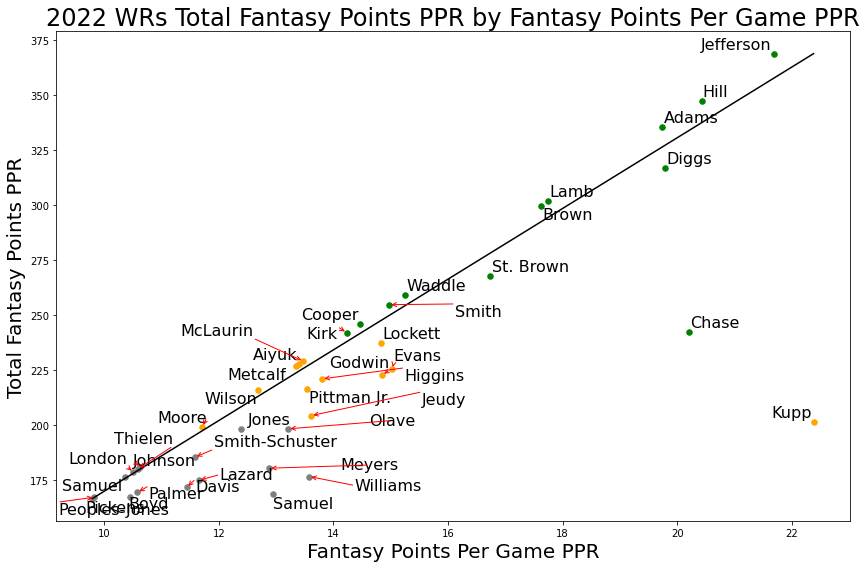 2022 WRs Total Fantasy Points PPR by Fantasy Points Per Game PPR
375
Jefferson
350
Hill
Adams
325
Diggs
300
Lamb
Brown
275
St. Brown
Waddle
Smith
250
Cooper
Kirk
McLaurin
Lockett
Chase
Aiyuk
Evans
Godwin
225
Metcalf
Higgins
Wilson
Pittman Jr.
Jeudy
Moore
Jones
Olave
Kupp
200
Thielen
Smith-Schuster
London
Johnson
Meyers
175
Samuel
Lazard
Davis
Williams
Palmer
Samuel
Peoples-Jones
Pickens
Boyd
10
12
14
16
18
20
22
Total Fantasy Points PPR
Fantasy Points Per Game PPR